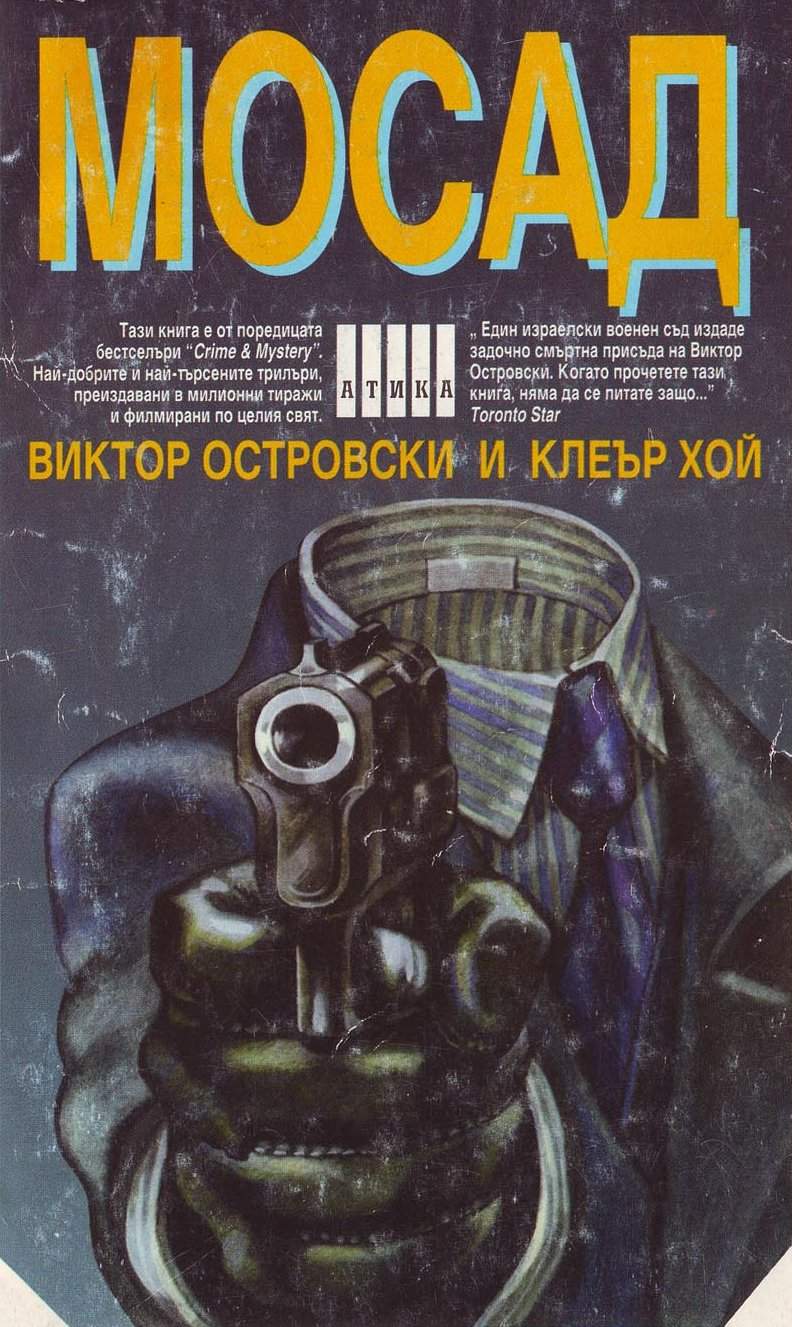 МОСАД
Тази книга е от поредицата
бестселъри "Crime & Mystery".
Най-добрите и най-търсените трилъри,
преиздавани в милионни тиражи
и филмирани по целия свят.
АТИКА
„ Един израелски военен съд издаде
задочно смъртна присъда на Виктор
Островски. Когато прочетете тази
книга, няма да се питате защо..."
Toronto Star
ВИКТОР ОСТРОВСКИ И КЛЕЪР ХОЙ